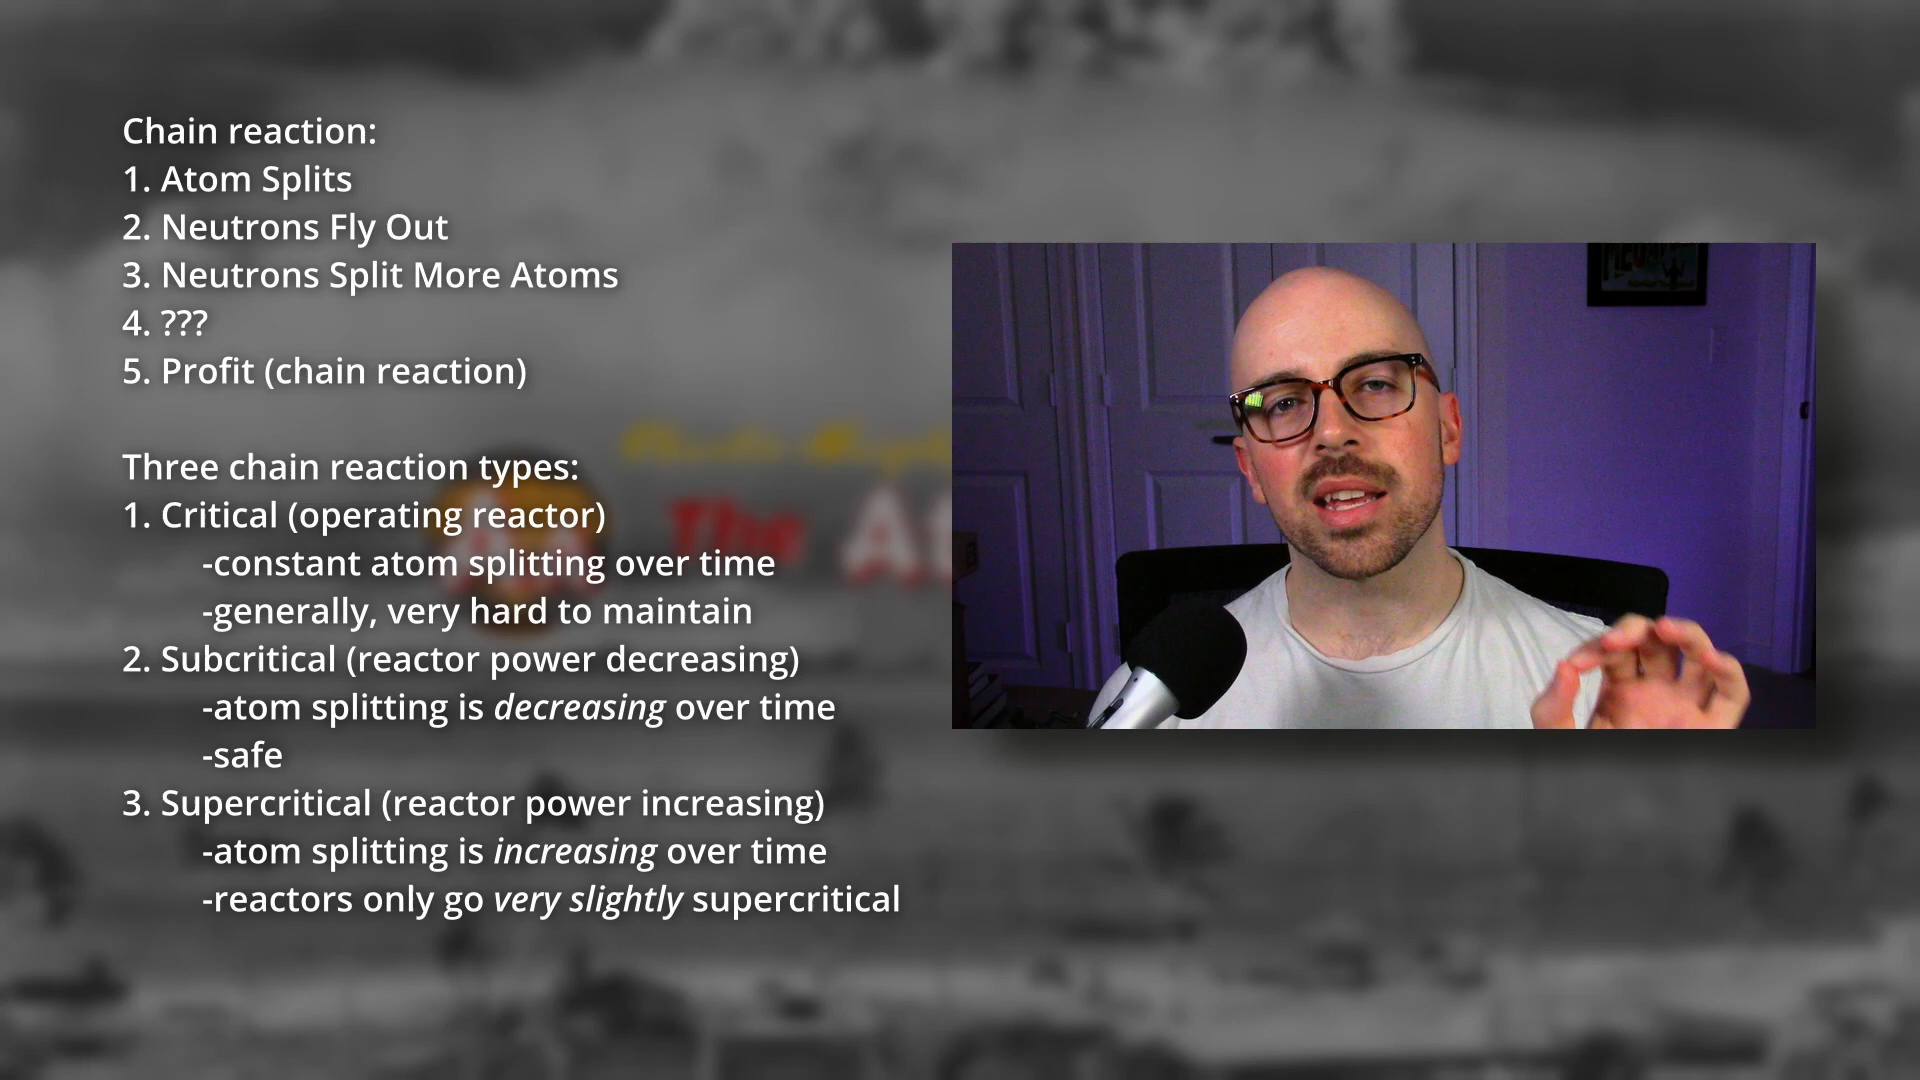 Chain reaction:
1. Atom Splits
2. Neutrons Fly Out
3. Neutrons Split More Atoms
4. ???
5. Profit (chain reaction)
Three chain reaction types:
1. Critical (operating reactor)
-constant atom splitting over time
-generally, very hard to maintain
2. Subcritical (reactor power decreasing)
-atom splitting is decreasing over time
-safe
3. Supercritical (reactor power increasing)
-atom splitting is increasing over time
-reactors only go very slightly supercritical
The